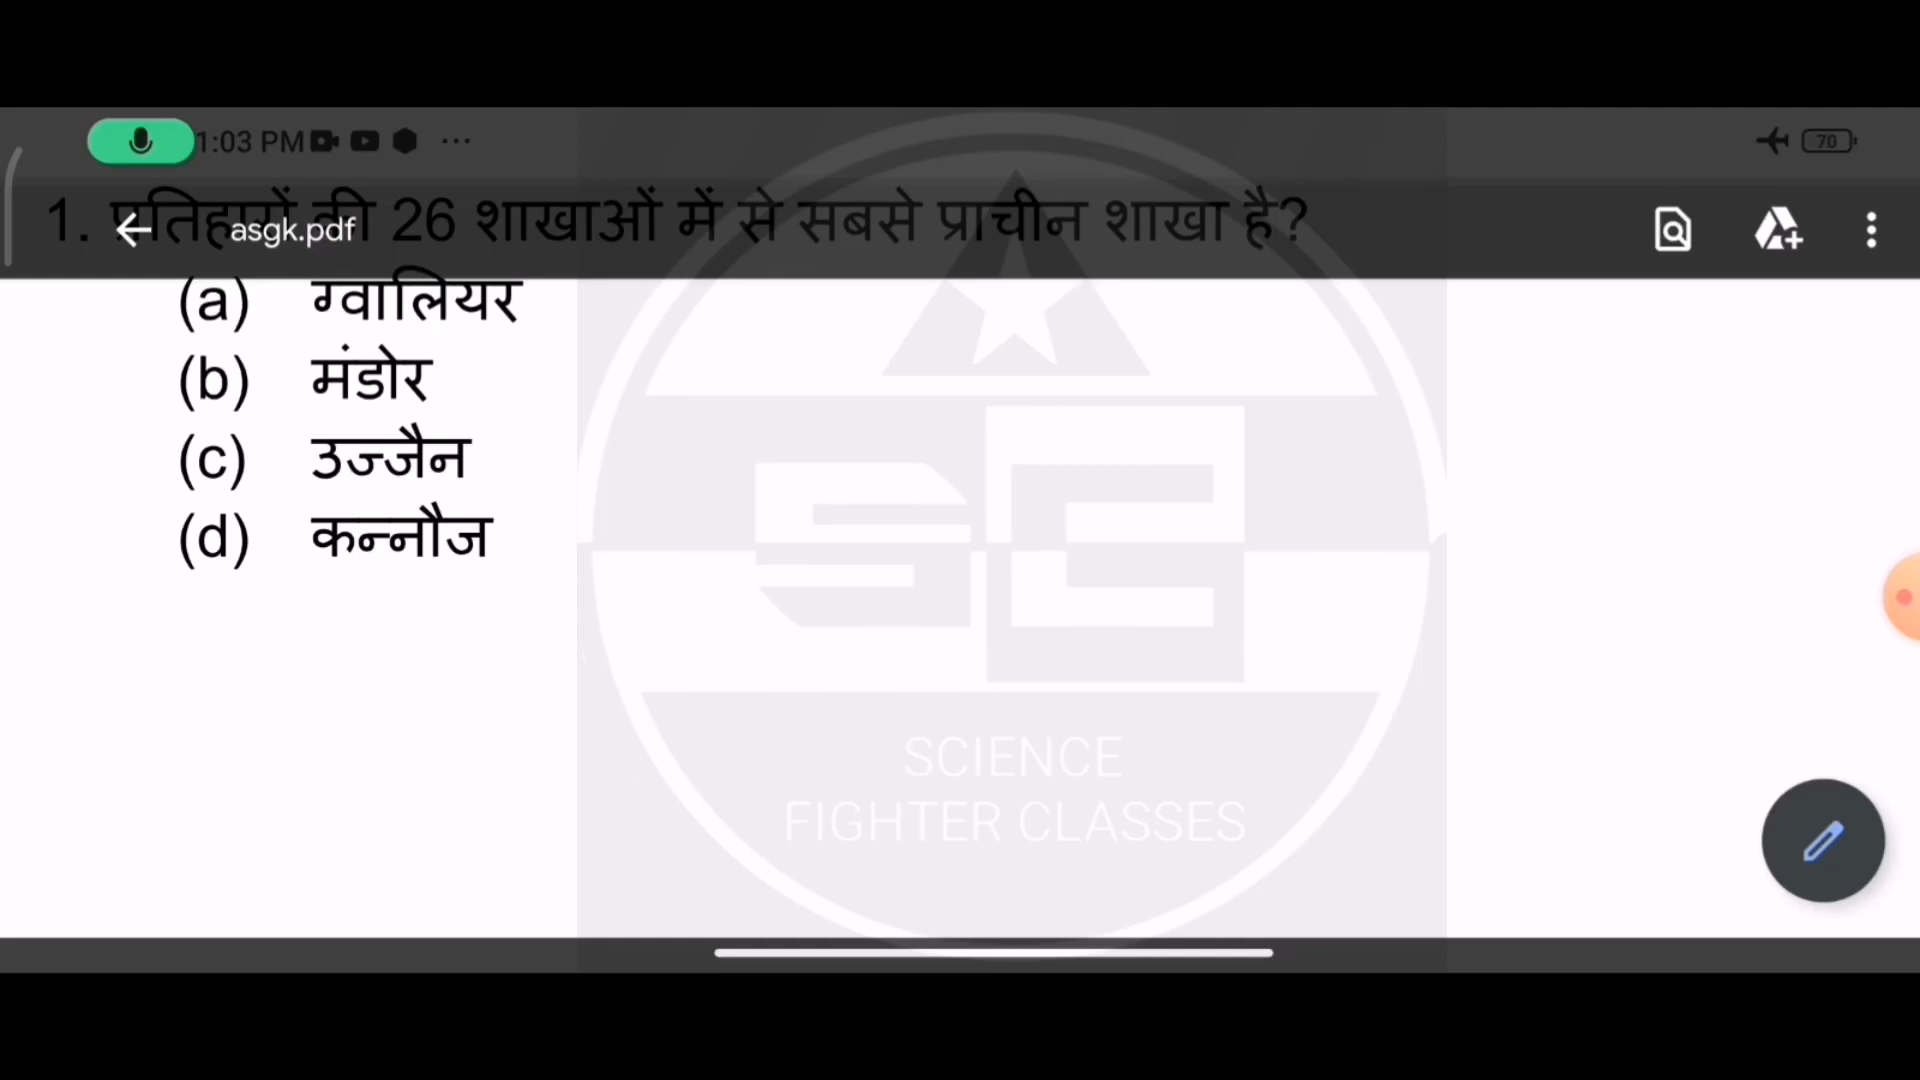 1:03 PM ... 70
1. प्रतिहारों की 26 शाखाओं में से सबसे प्राचीन शाखा है?
asgk.pdf
(a) ग्वालियर
(b) मंडोर
(c) उज्जैन
(d) कन्नौज
SCIENCE
FIGHTER CLASSES